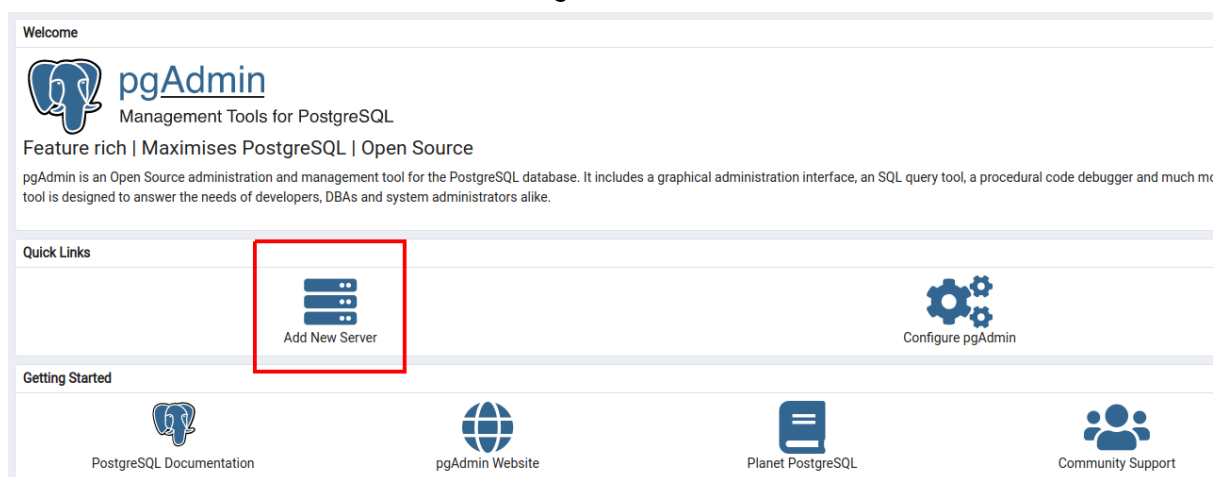 Welcome
pgAdmin
Management Tools for PostgreSQL
Feature rich | Maximises PostgreSQL | Open Source
pgAdmin is an Open Source administration and management tool for the PostgreSQL database. It includes a graphical administration interface, an SQL query tool, a procedural code debugger and much
tool is designed to answer the needs of developers, DBAs and system administrators alike.
Quick Links
Add New Server
Configure pgAdmin
Getting Started
PostgreSQL Documentation
pgAdmin Website
Planet PostgreSQL
Community Support